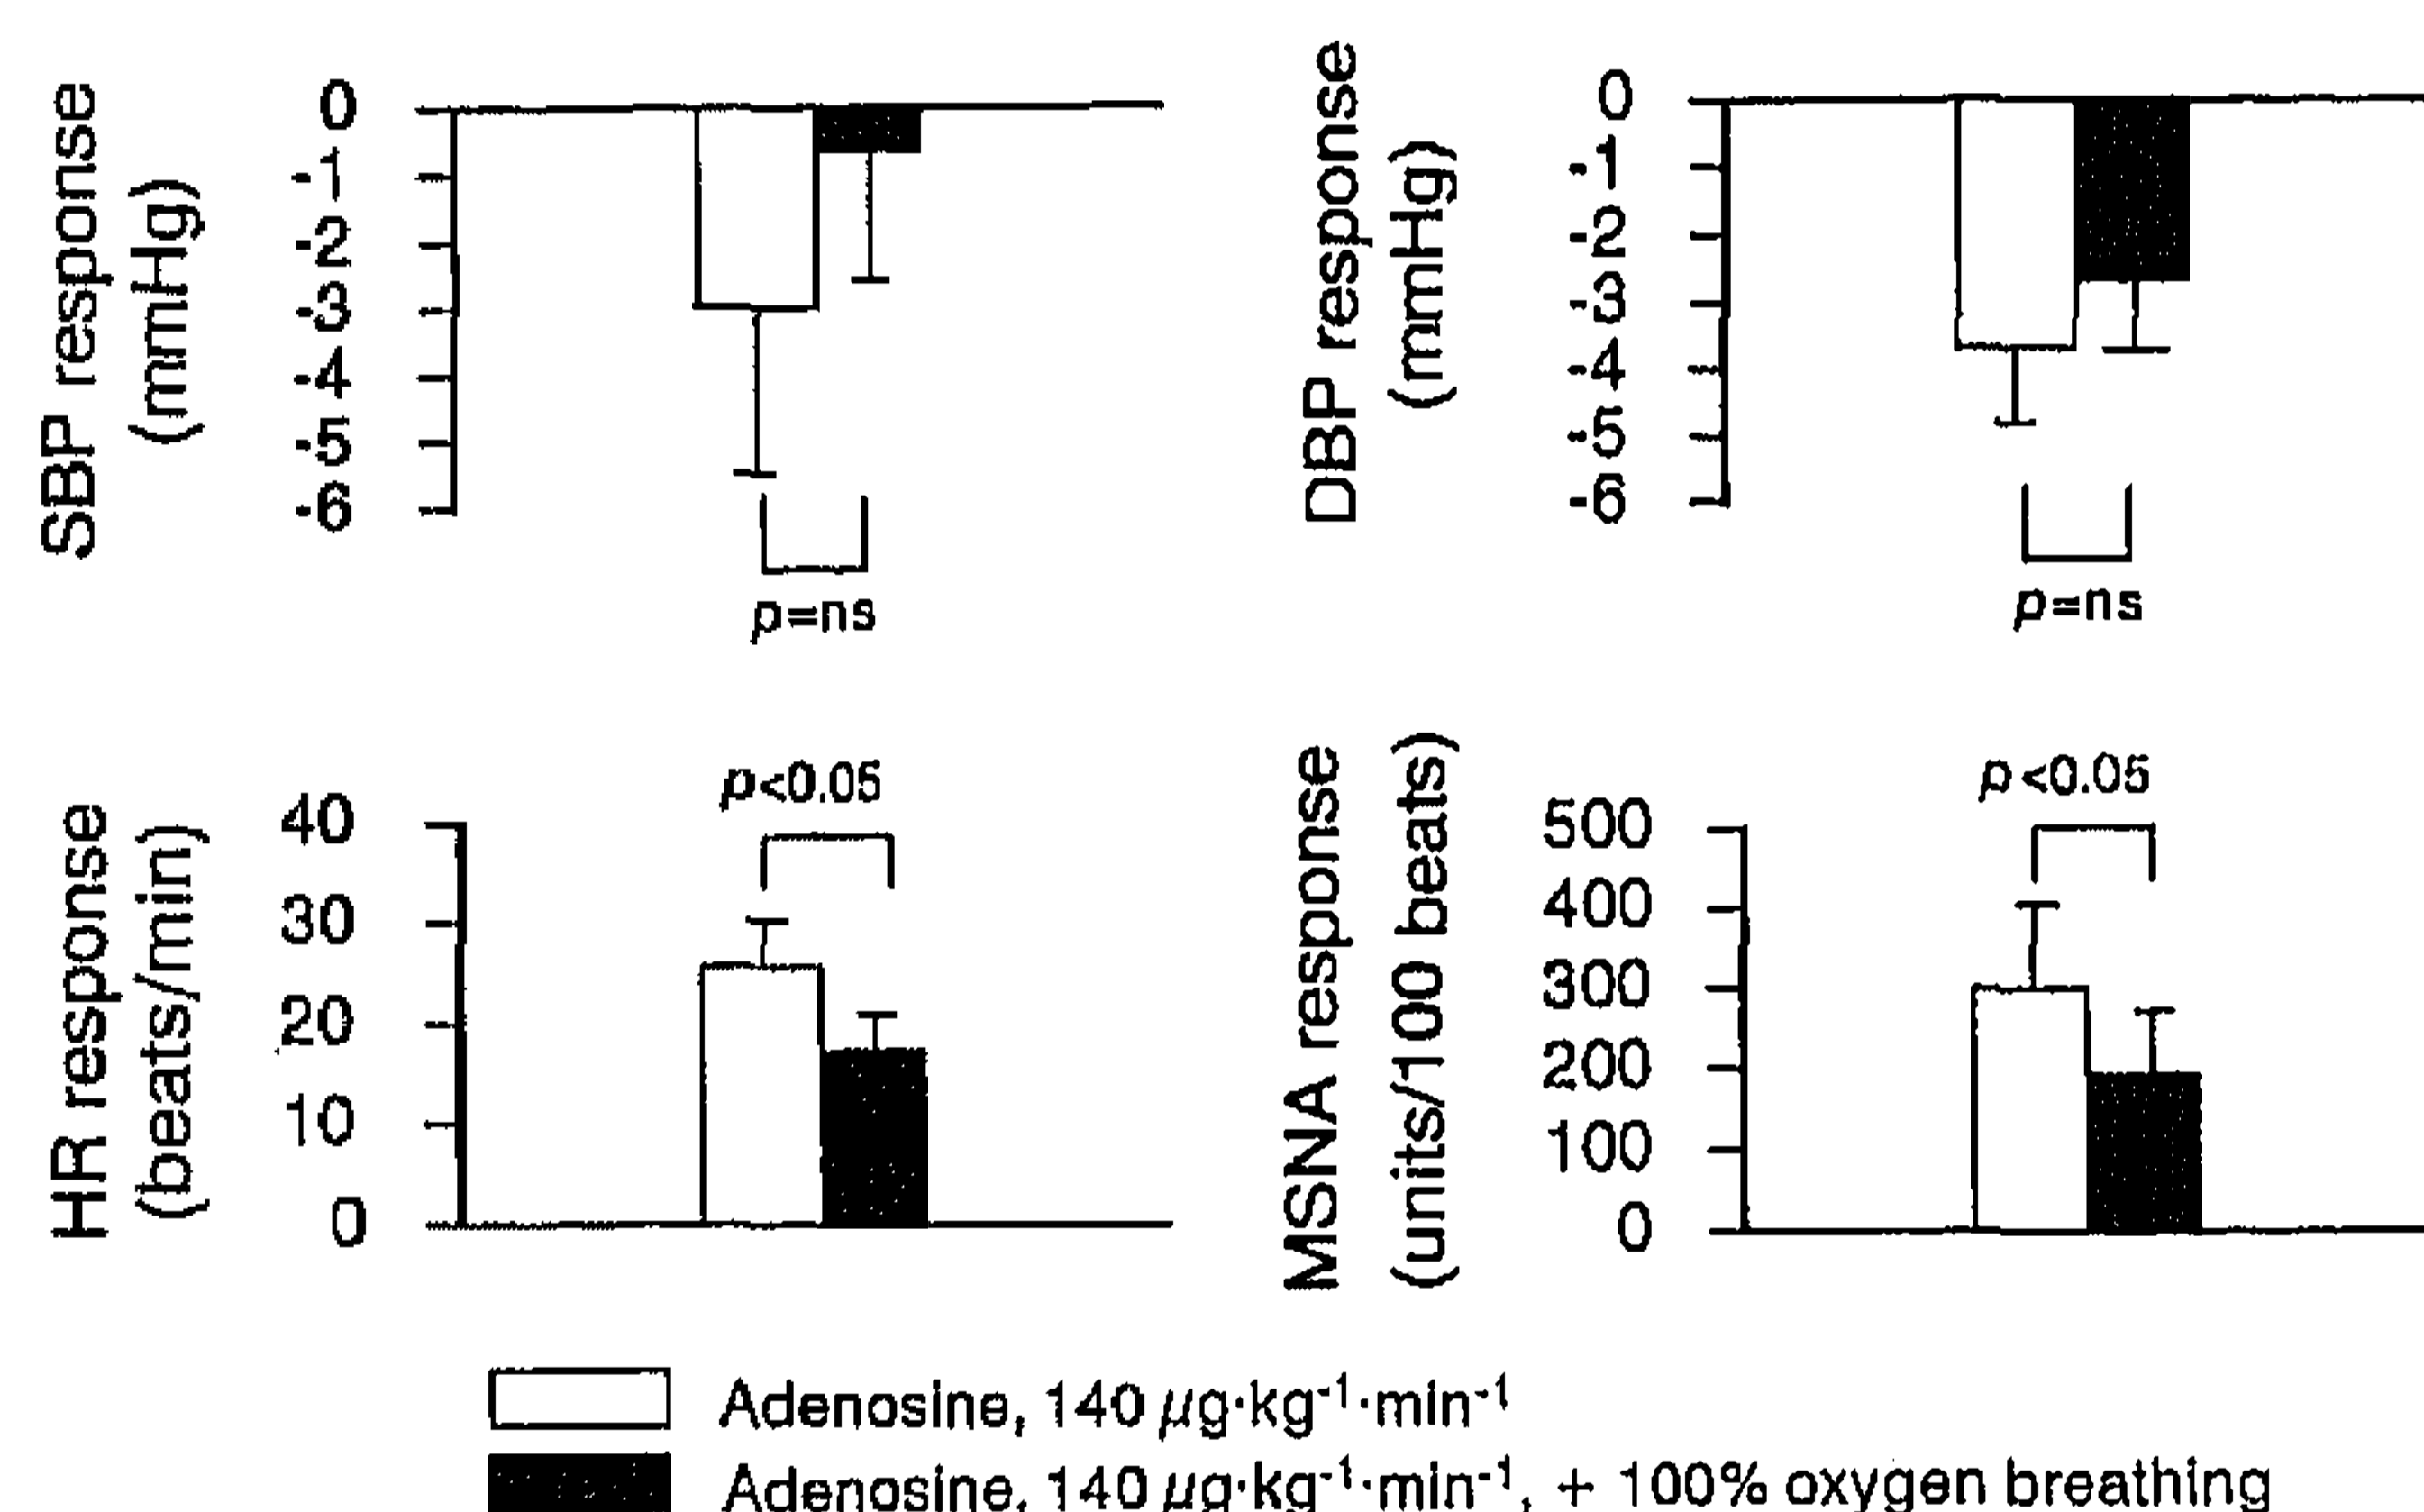 SBP response
(mmHg)
0
-1
-2
-3
-4
-5
-6
p=ns
DBP response
(mmHg)
0
-1
-2
-3
-4
-5
-6
p=ns
HR response
(beats/min)
40
30
20
10
0
p<0.05
MSNA response
(units/100 beats)
500
400
300
200
100
0
p<0.05
Adenosine, 140 µg·kg⁻¹·min⁻¹
Adenosine, 140 µg·kg⁻¹·min⁻¹, + 100% oxygen breathing